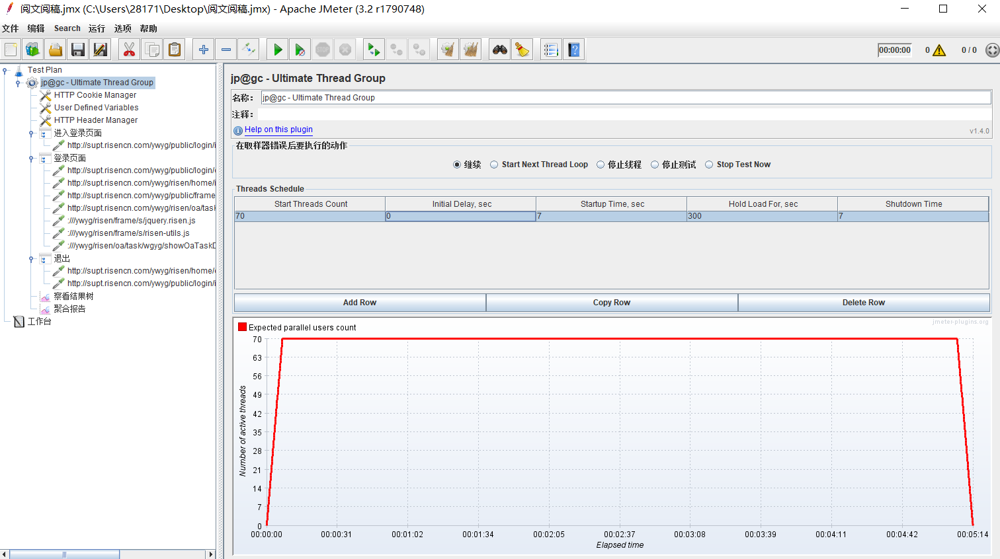 阅文阅稿.jmx (C:\Users\28171\Desktop\阅文阅稿.jmx) - Apache JMeter (3.2 r1790748)
文件 编辑 Search 运行 选项 帮助
STOP
00:00:00 0 0 / 0
Test Plan
jp@gc - Ultimate Thread Group
HTTP Cookie Manager
User Defined Variables
HTTP Header Manager
进入登录页面
http://supt.risencn.com/ywyg/public/login/i
登录页面
http://supt.risencn.com/ywyg/public/login/
http://supt.risencn.com/ywyg/risen/home/i
http://supt.risencn.com/ywyg/public/frame
http://supt.risencn.com/ywyg/risen/oa/task
:///ywyg/risen/frame/s/jquery.risen.js
:///ywyg/risen/frame/s/risen-utils.js
:///ywyg/risen/oa/task/wgyg/showOaTaskD
退出
http://supt.risencn.com/ywyg/risen/home/
http://supt.risencn.com/ywyg/public/login/i
察看结果树
聚合报告
工作台
jp@gc - Ultimate Thread Group
名称： jp@gc - Ultimate Thread Group
注释：
Help on this plugin v1.4.0
在取样器错误后要执行的动作
继续 Start Next Thread Loop 停止线程 停止测试 Stop Test Now
Threads Schedule
Start Threads Count Initial Delay, sec Startup Time, sec Hold Load For, sec Shutdown Time
70 0 7 300 7
Add Row Copy Row Delete Row
Expected parallel users count jmeter-plugins.org
70
63
56
49
42
35
28
21
14
7
0
Number of active threads
00:00:00 00:00:31 00:01:02 00:01:34 00:02:05 00:02:37 00:03:08 00:03:39 00:04:11 00:04:42 00:05:14
Elapsed time